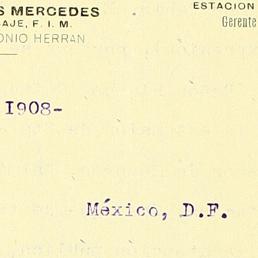 S MERCEDES
AJE, F. I. M.
ONIO HERRAN
ESTACION
Gerente
1908-
México, D.F.